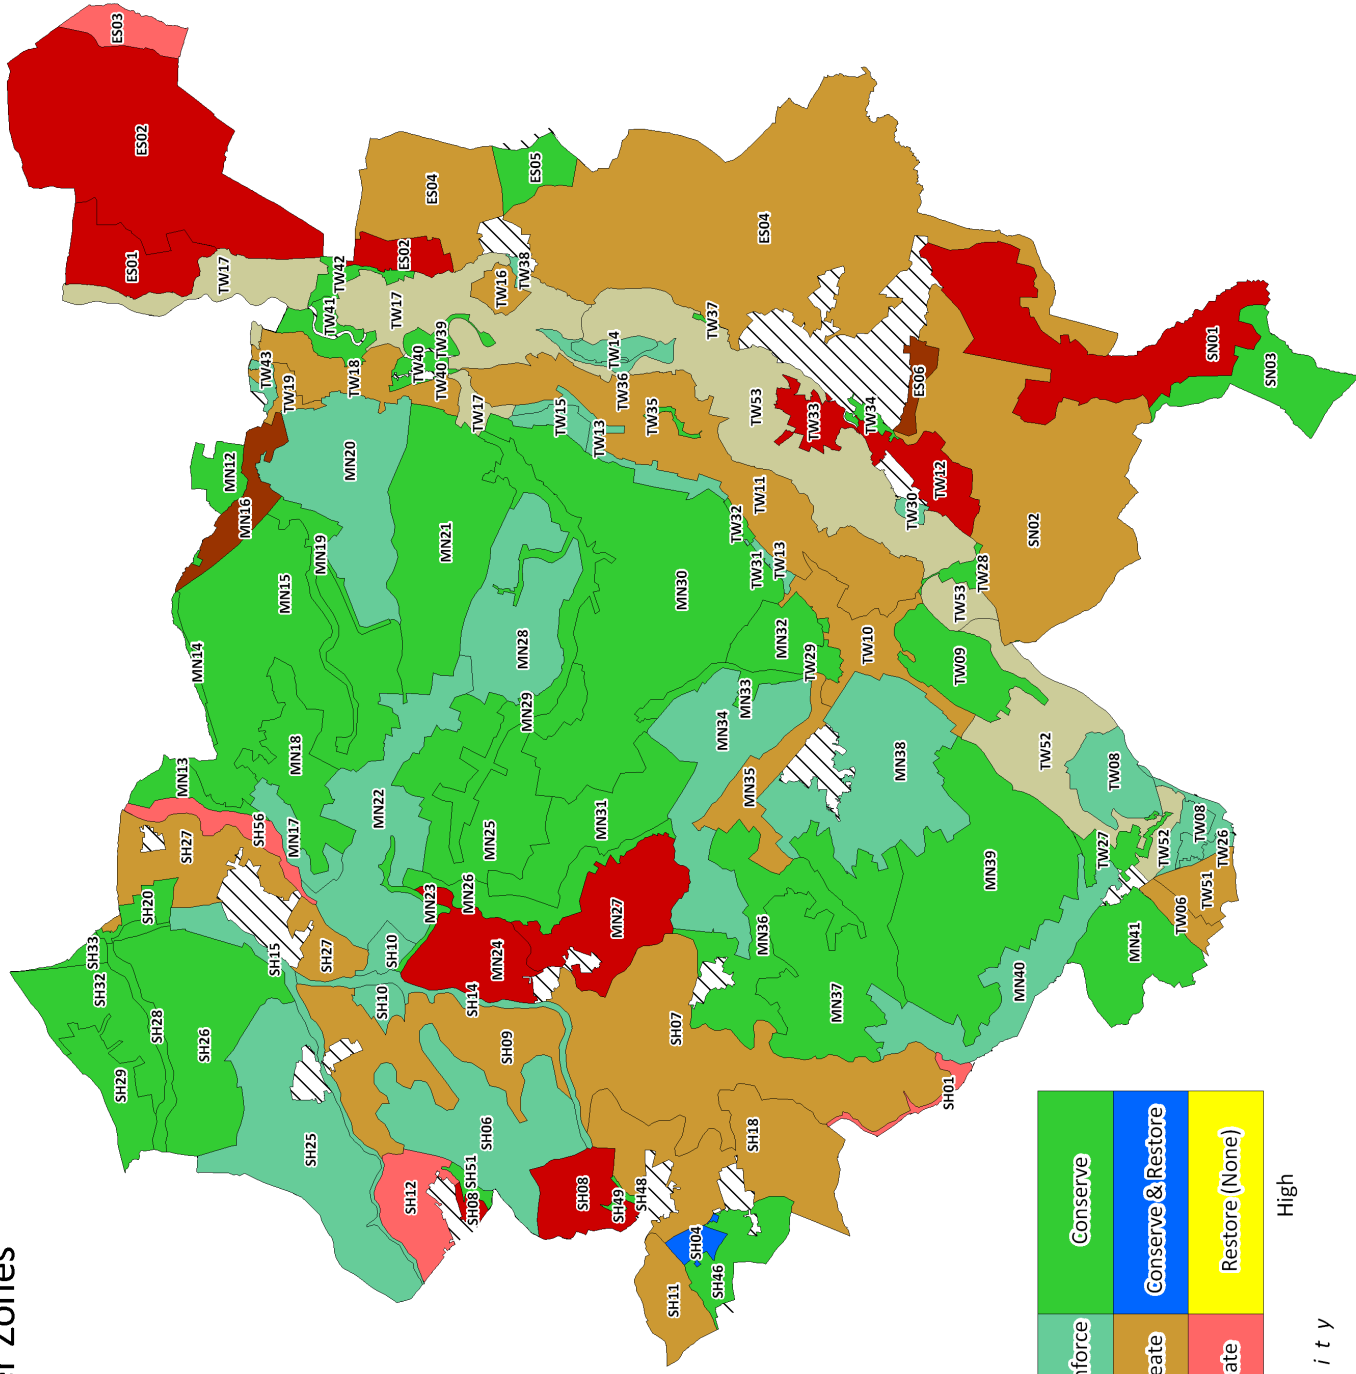 er Zones
ES03
ES02
ES01
TW17
TW42
ES02
ES04
ES05
TW41
TW17
TW16
TW38
ES04
TW43
TW19
TW18
TW40
TW39
TW40
TW14
TW37
TW17
TW36
TW15
TW13
TW35
TW53
TW33
TW34
ES06
SN01
SN03
MN12
MN16
MN20
TW12
TW30
TW11
SN02
MN15
MN19
MN21
TW32
TW31
TW13
TW28
TW53
MN30
MN14
MN28
MN32
TW29
TW10
TW09
MN29
MN33
MN34
MN18
MN13
MN35
MN38
TW52
TW08
MN22
MN17
SH56
SH27
MN25
MN31
MN39
TW27
TW52
TW08
TW26
TW51
TW06
SH20
MN23
MN26
MN27
MN36
MN41
SH33
SH32
SH15
SH27
SH10
MN24
MN40
SH10
SH14
MN37
SH28
SH26
SH29
SH09
SH07
SH01
SH25
SH06
SH18
SH12
SH51
SH08
SH08
SH49
SH48
SH04
SH46
SH11
Conserve
Conserve & Restore
Restore (None)
High
nforce
eate
ate
ity